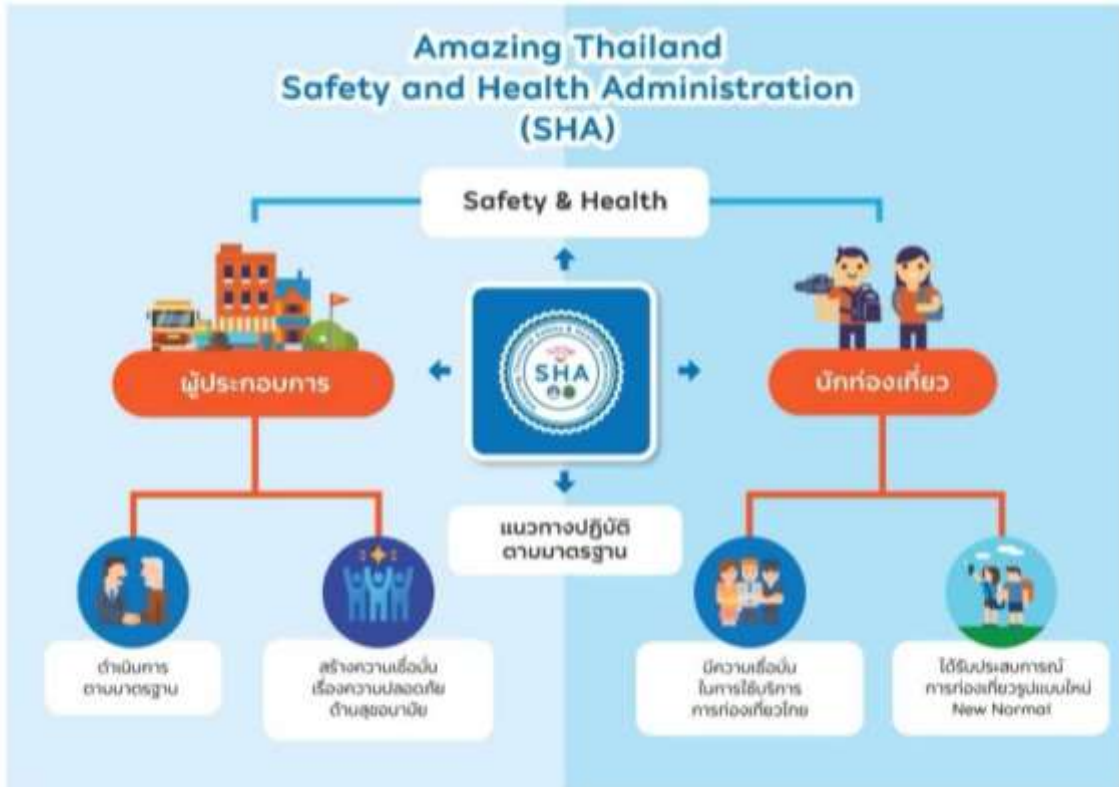 Amazing Thailand
Safety and Health Administration
(SHA)
Safety & Health
SHA
ผู้ประกอบการ
นักท่องเที่ยว
แนวทางปฏิบัติ
ตามมาตรฐาน
ดำเนินการ
ตามมาตรฐาน
สร้างความเชื่อมั่น
เรื่องความปลอดภัย
ด้านสุขอนามัย
มีความเชื่อมั่น
ในการใช้บริการ
การท่องเที่ยวไทย
ได้รับประสบการณ์
การท่องเที่ยวรูปแบบใหม่
New Normal